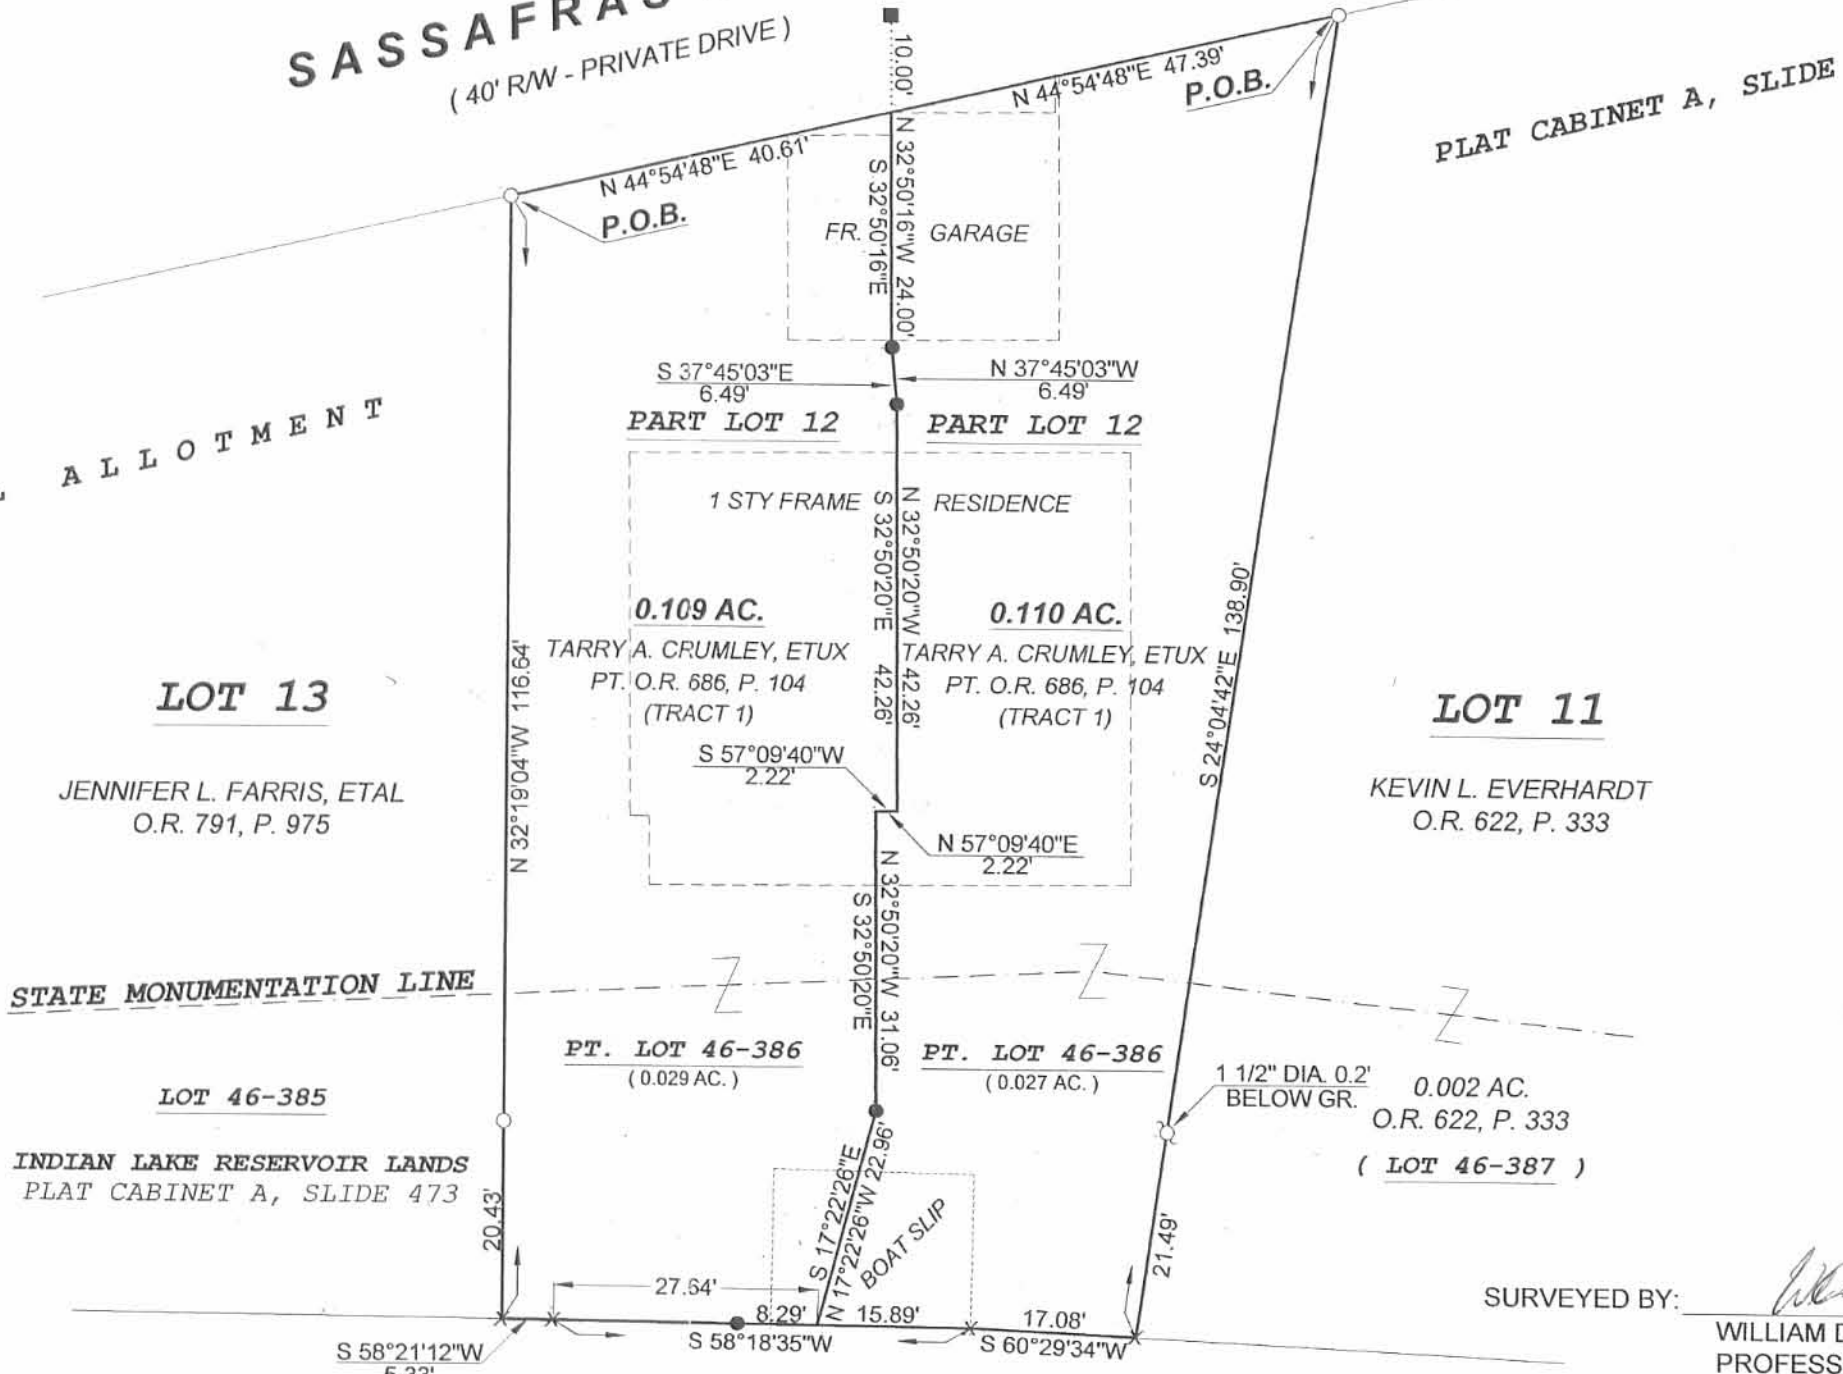 SASSAFRAS
( 40' R/W - PRIVATE DRIVE )
10.00'
N 44°54'48"E 47.39'
P.O.B.
PLAT CABINET A, SLIDE
N 44°54'48"E 40.61'
P.O.B.
N 32°50'16"W 24.00'
S 32°50'16"E
FR. GARAGE
S 37°45'03"E
6.49'
N 37°45'03"W
6.49'
PART LOT 12
PART LOT 12
ALLOTMENT
1 STY FRAME RESIDENCE
S 32°50'20"E 42.26'
N 32°50'20"W 42.26'
0.109 AC.
TARRY A. CRUMLEY, ETUX
PT. O.R. 686, P. 104
(TRACT 1)
0.110 AC.
TARRY A. CRUMLEY, ETUX
PT. O.R. 686, P. 104
(TRACT 1)
S 24°04'42"E 138.90'
N 32°19'04"W 116.64'
LOT 13
JENNIFER L. FARRIS, ETAL
O.R. 791, P. 975
LOT 11
KEVIN L. EVERHARDT
O.R. 622, P. 333
S 57°09'40"W
2.22'
N 57°09'40"E
2.22'
N 32°50'20"W 31.06'
S 32°50'20"E
STATE MONUMENTATION LINE
PT. LOT 46-386
( 0.029 AC. )
PT. LOT 46-386
( 0.027 AC. )
1 1/2" DIA. 0.2'
BELOW GR.
0.002 AC.
O.R. 622, P. 333
( LOT 46-387 )
LOT 46-385
INDIAN LAKE RESERVOIR LANDS
PLAT CABINET A, SLIDE 473
20.43'
S 17°22'26"E
N 17°22'26"W 22.96'
BOAT SLIP
21.49'
27.64'
8.29'
15.89'
17.08'
S 58°18'35"W
S 60°29'34"W
S 58°21'12"W
5.33'
SURVEYED BY:
WILLIAM
PROFESS